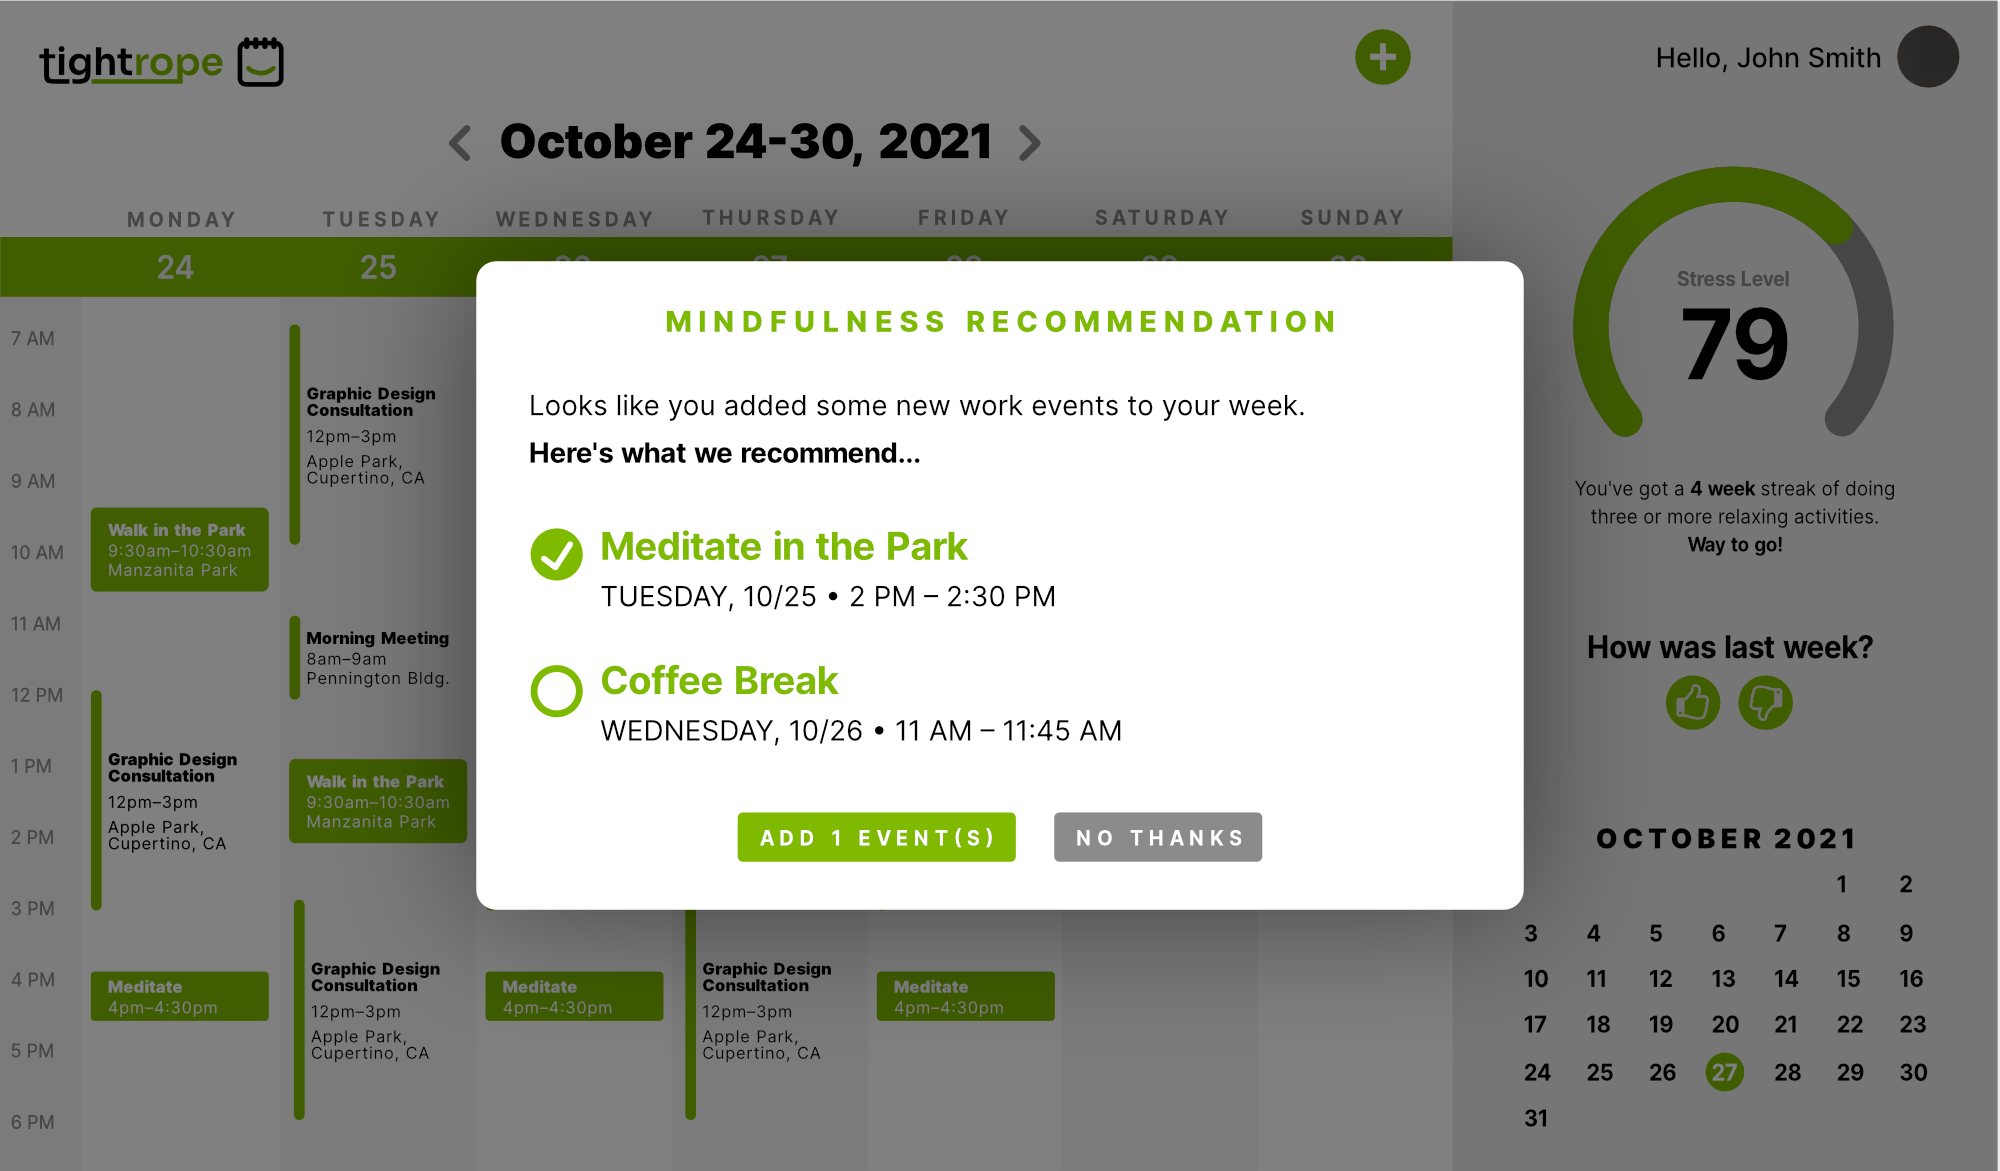 tightrope
Hello, John Smith
October 24-30, 2021
MONDAY TUESDAY WEDNESDAY THURSDAY FRIDAY SATURDAY SUNDAY
24 25
7 AM
8 AM
9 AM
10 AM
11 AM
12 PM
1 PM
2 PM
3 PM
4 PM
5 PM
6 PM
Walk in the Park
9:30am–10:30am
Manzanita Park
Graphic Design
Consultation
12pm–3pm
Apple Park,
Cupertino, CA
Meditate
4pm–4:30pm
Graphic Design
Consultation
12pm–3pm
Apple Park,
Cupertino, CA
Morning Meeting
8am–9am
Pennington Bldg.
Walk in the Park
9:30am–10:30am
Manzanita Park
Graphic Design
Consultation
12pm–3pm
Apple Park,
Cupertino, CA
Meditate
4pm–4:30pm
Graphic Design
Consultation
12pm–3pm
Apple Park,
Cupertino, CA
Meditate
4pm–4:30pm
MINDFULNESS RECOMMENDATION
Looks like you added some new work events to your week.
Here's what we recommend...
Meditate in the Park
TUESDAY, 10/25 • 2 PM – 2:30 PM
Coffee Break
WEDNESDAY, 10/26 • 11 AM – 11:45 AM
ADD 1 EVENT(S)
NO THANKS
Stress Level
79
You've got a 4 week streak of doing
three or more relaxing activities.
Way to go!
How was last week?
OCTOBER 2021
1 2
3 4 5 6 7 8 9
10 11 12 13 14 15 16
17 18 19 20 21 22 23
24 25 26 27 28 29 30
31